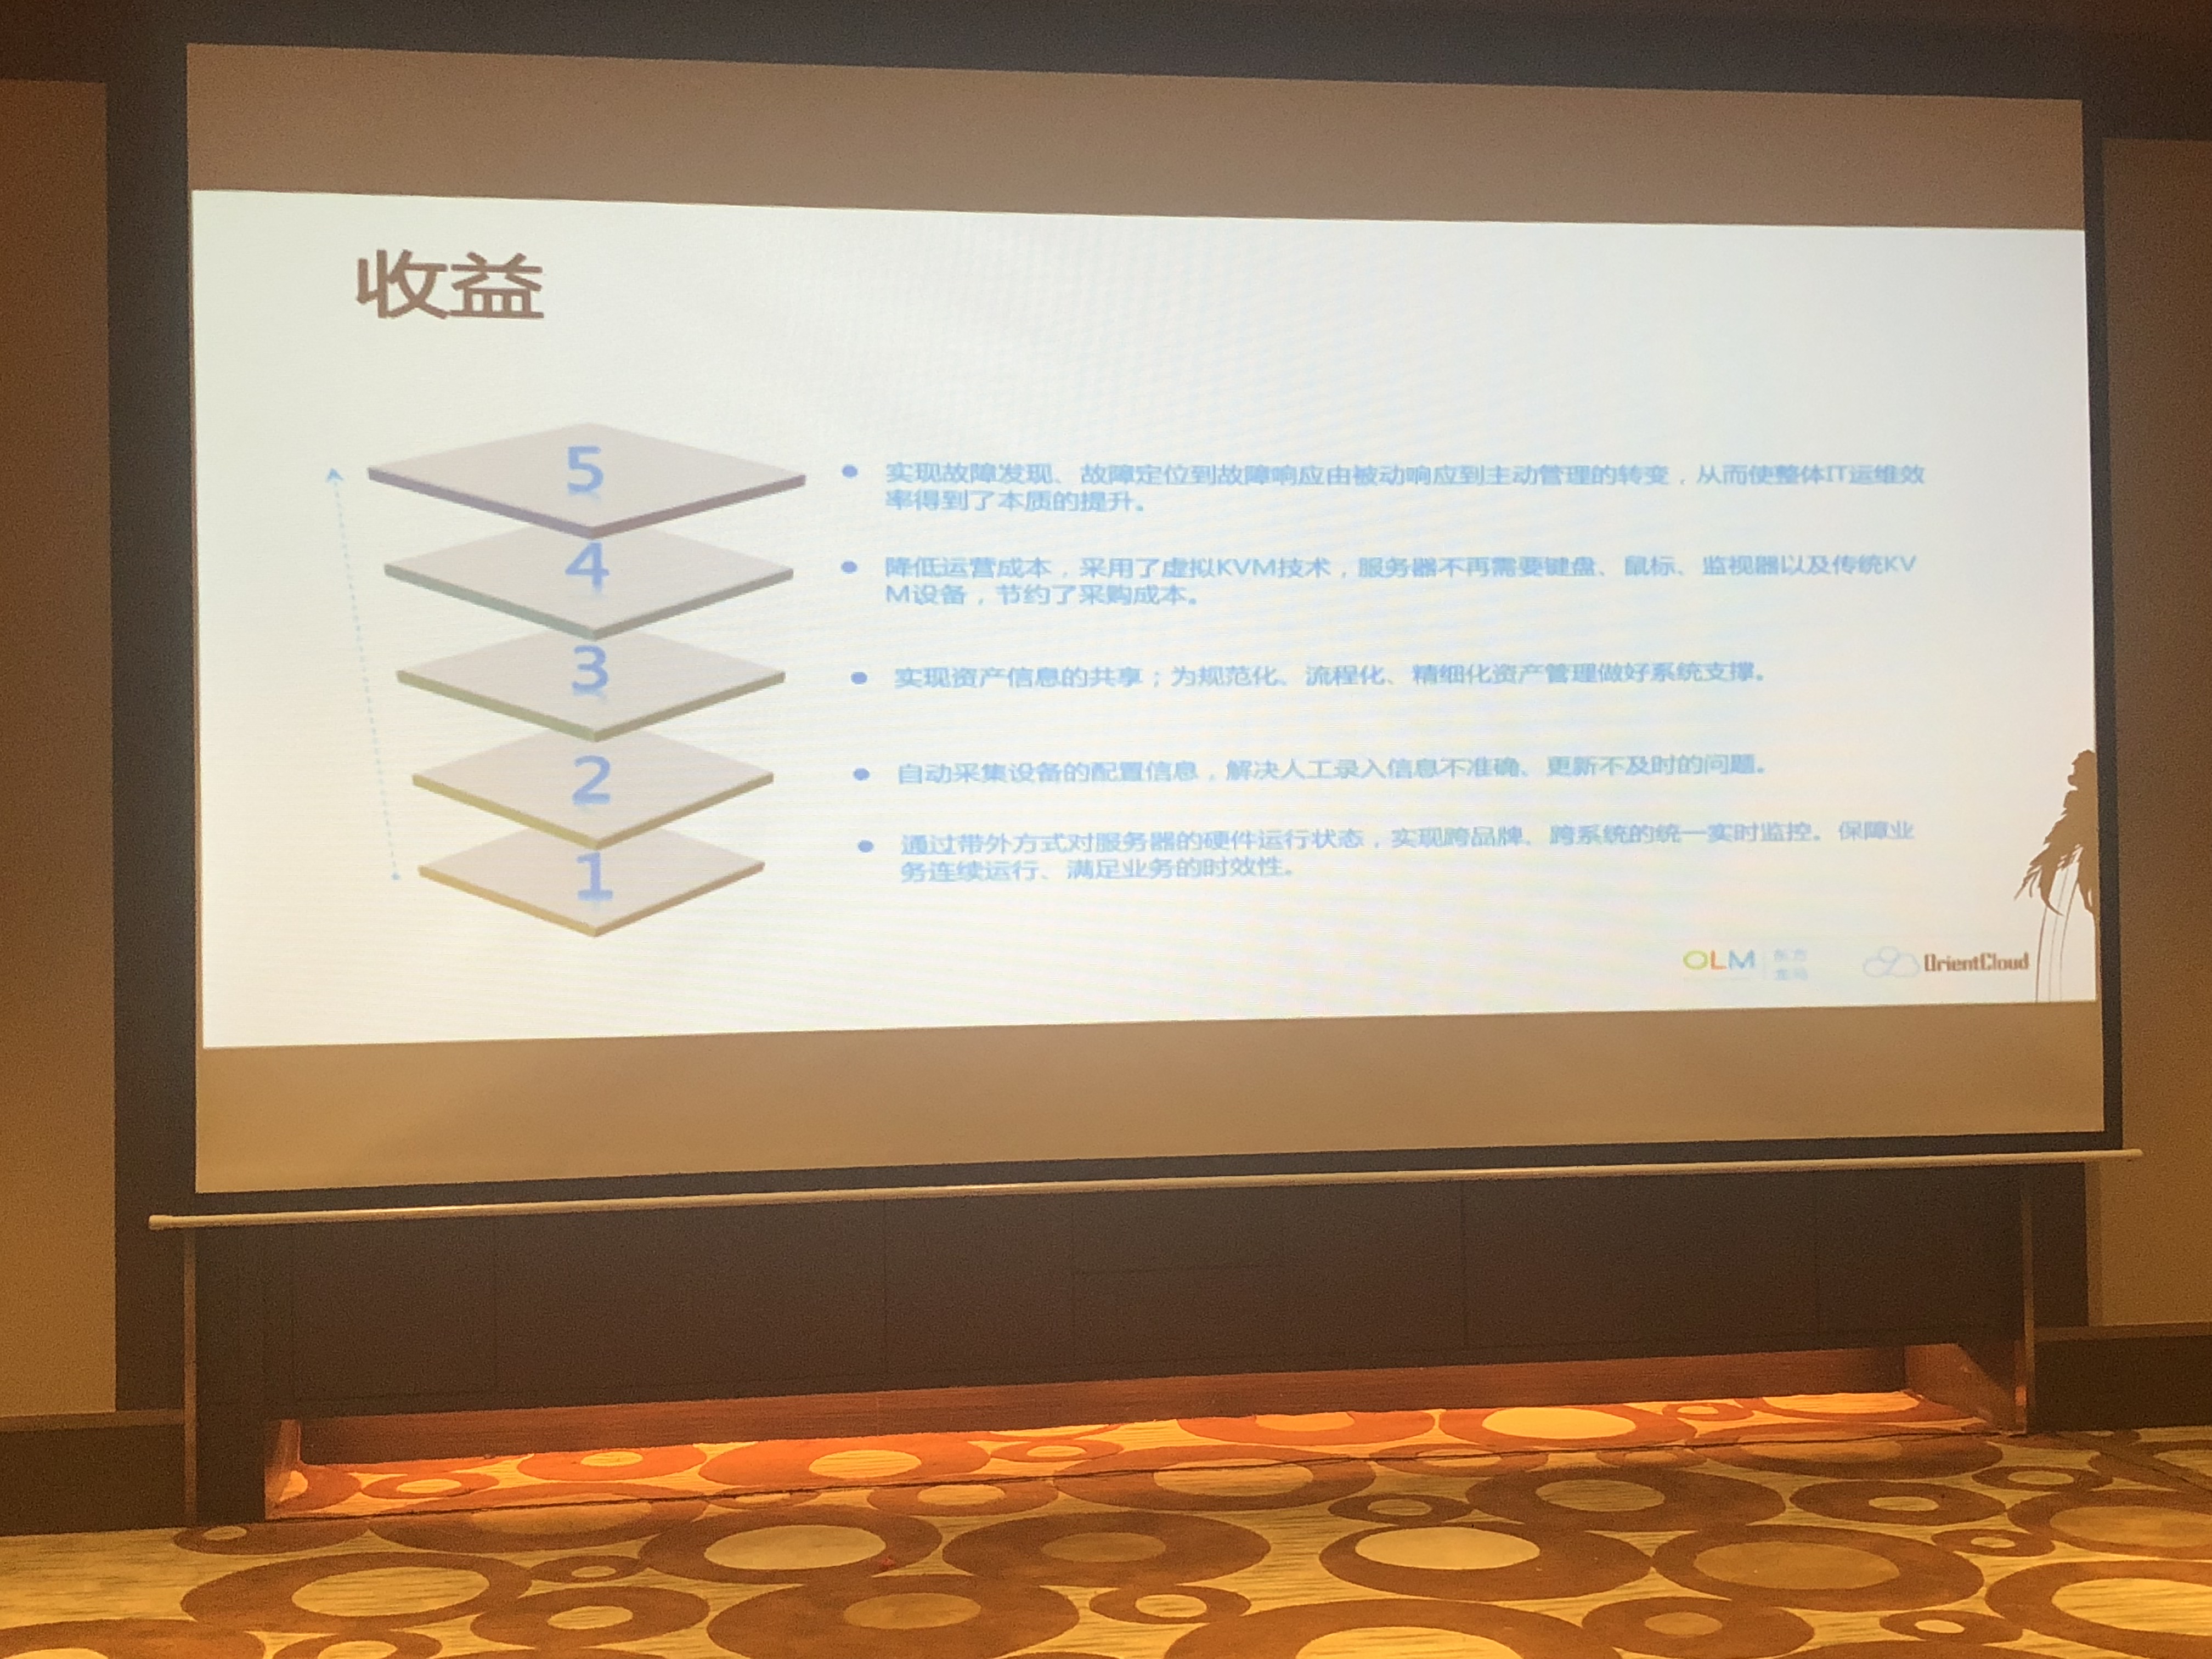 收益
5
实现故障发现、故障定位到故障响应由被动响应到主动管理的转变，从而使整体IT运维效
率得到了本质的提升。
4
降低运营成本，采用了虚拟KVM技术，服务器不再需要键盘、鼠标、监视器以及传统KV
M设备，节约了采购成本。
3
实现资产信息的共享；为规范化、流程化、精细化资产管理做好系统支撑。
2
自动采集设备的配置信息，解决人工录入信息不准确、更新不及时的问题。
1
通过带外方式对服务器的硬件运行状态，实现跨品牌、跨系统的统一实时监控。保障业
务连续运行、满足业务的时效性。
OLM
东方
龙马
OrientCloud